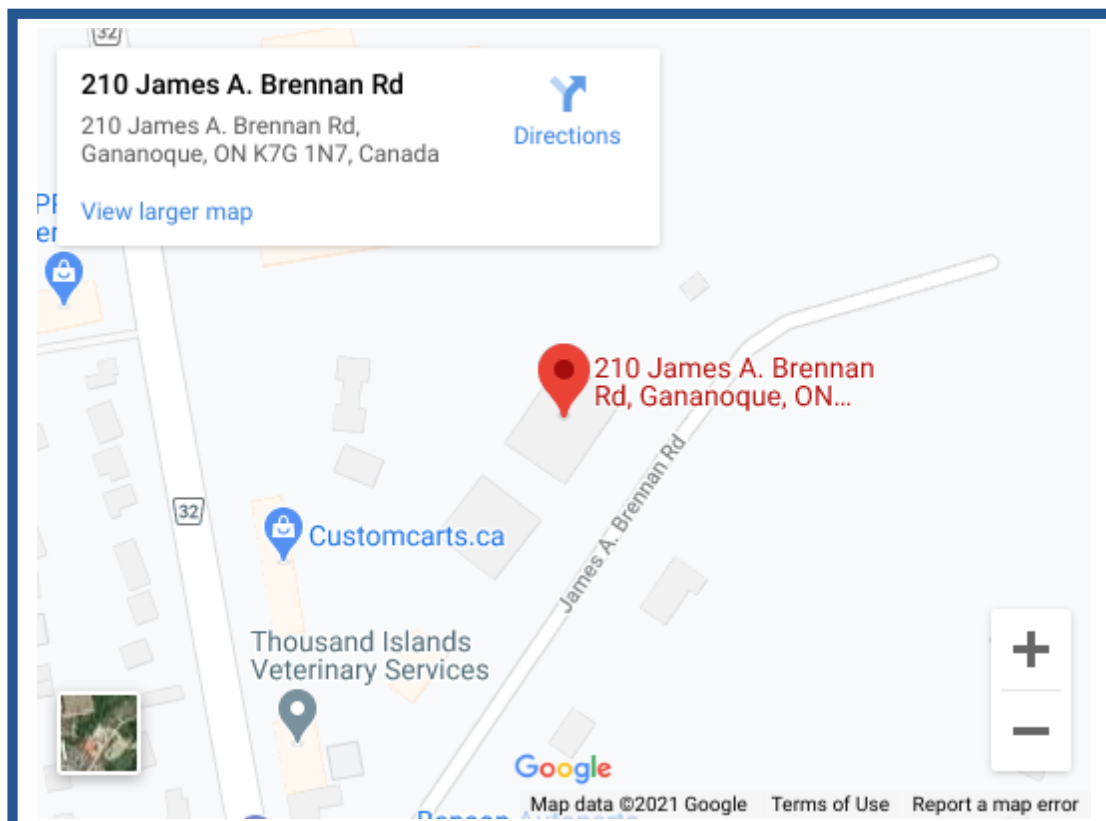 32
210 James A. Brennan Rd
210 James A. Brennan Rd,
Gananoque, ON K7G 1N7, Canada
Directions
View larger map
210 James A. Brennan
Rd, Gananoque, ON...
James A. Brennan Rd
32
Customcarts.ca
Thousand Islands
Veterinary Services
Google
Map data ©2021 Google Terms of Use Report a map error